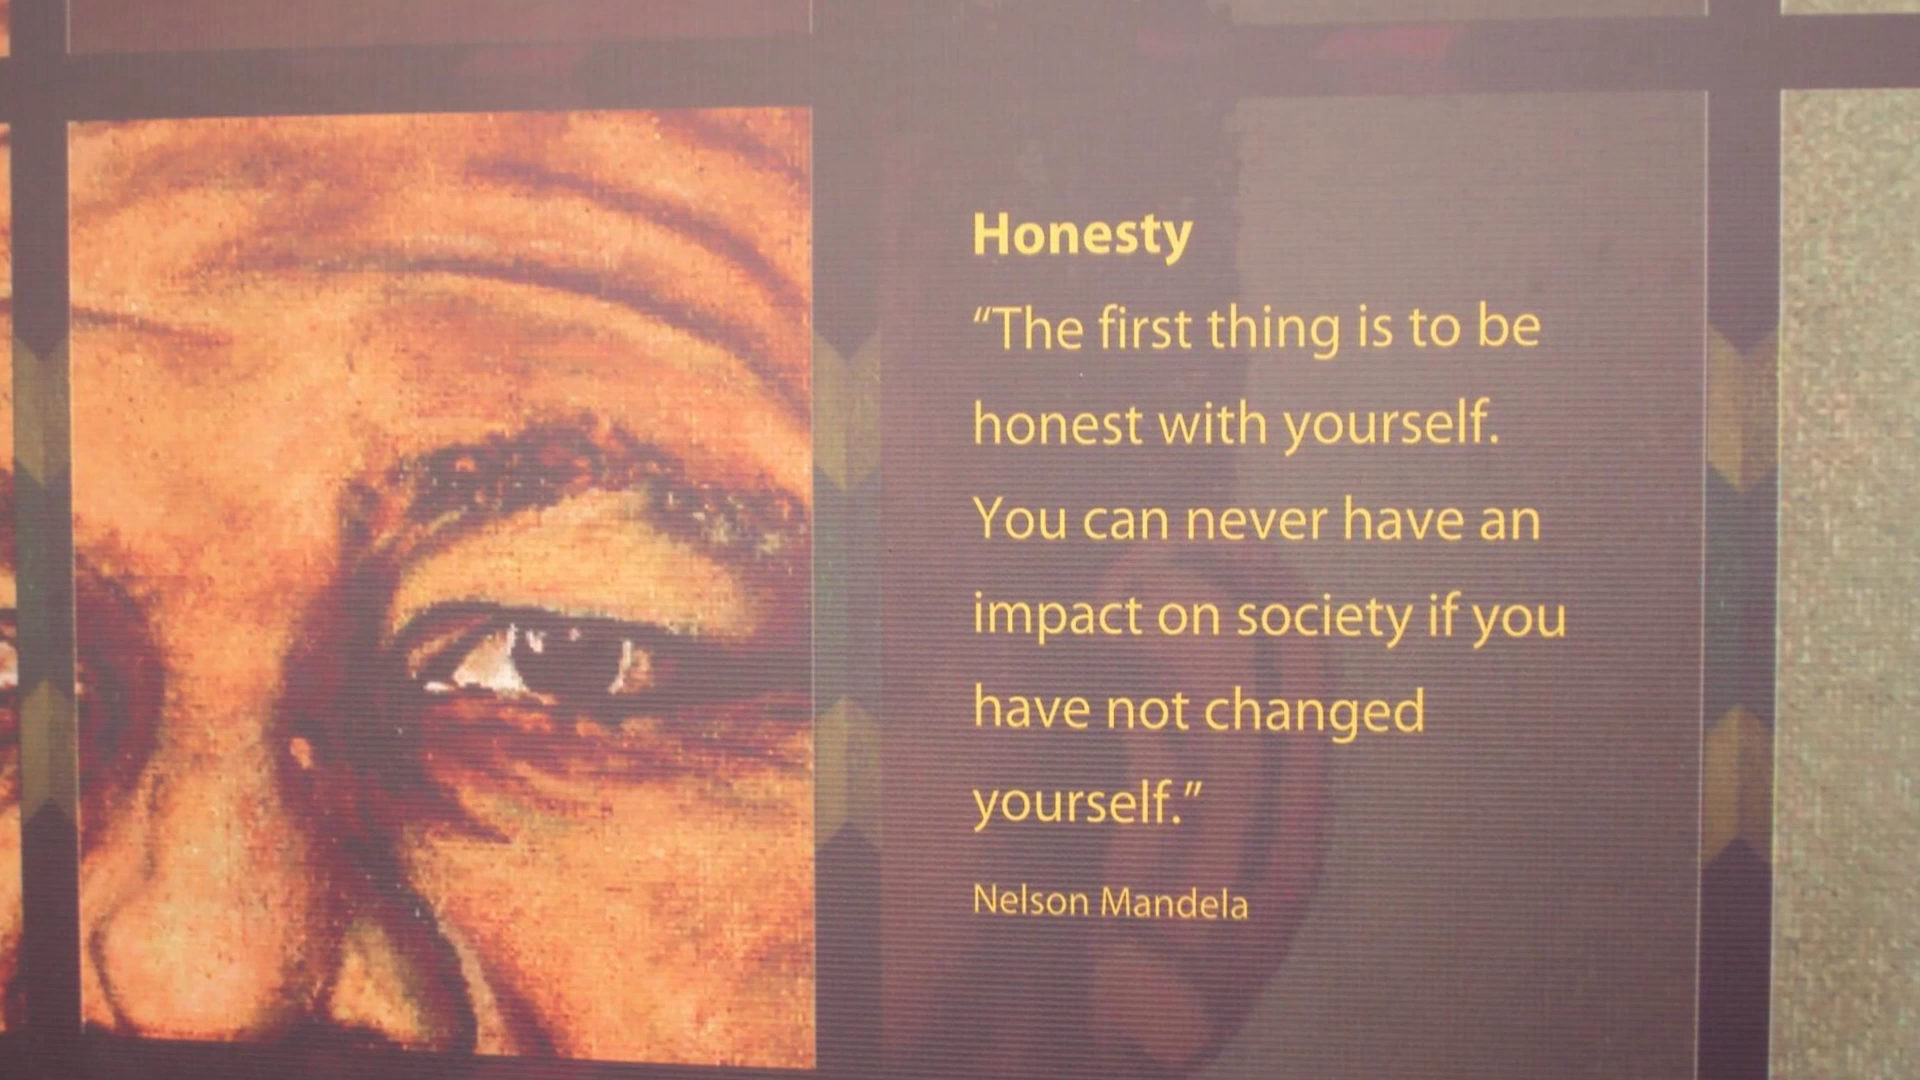 Honesty
“The first thing is to be
honest with yourself.
You can never have an
impact on society if you
have not changed
yourself.”
Nelson Mandela